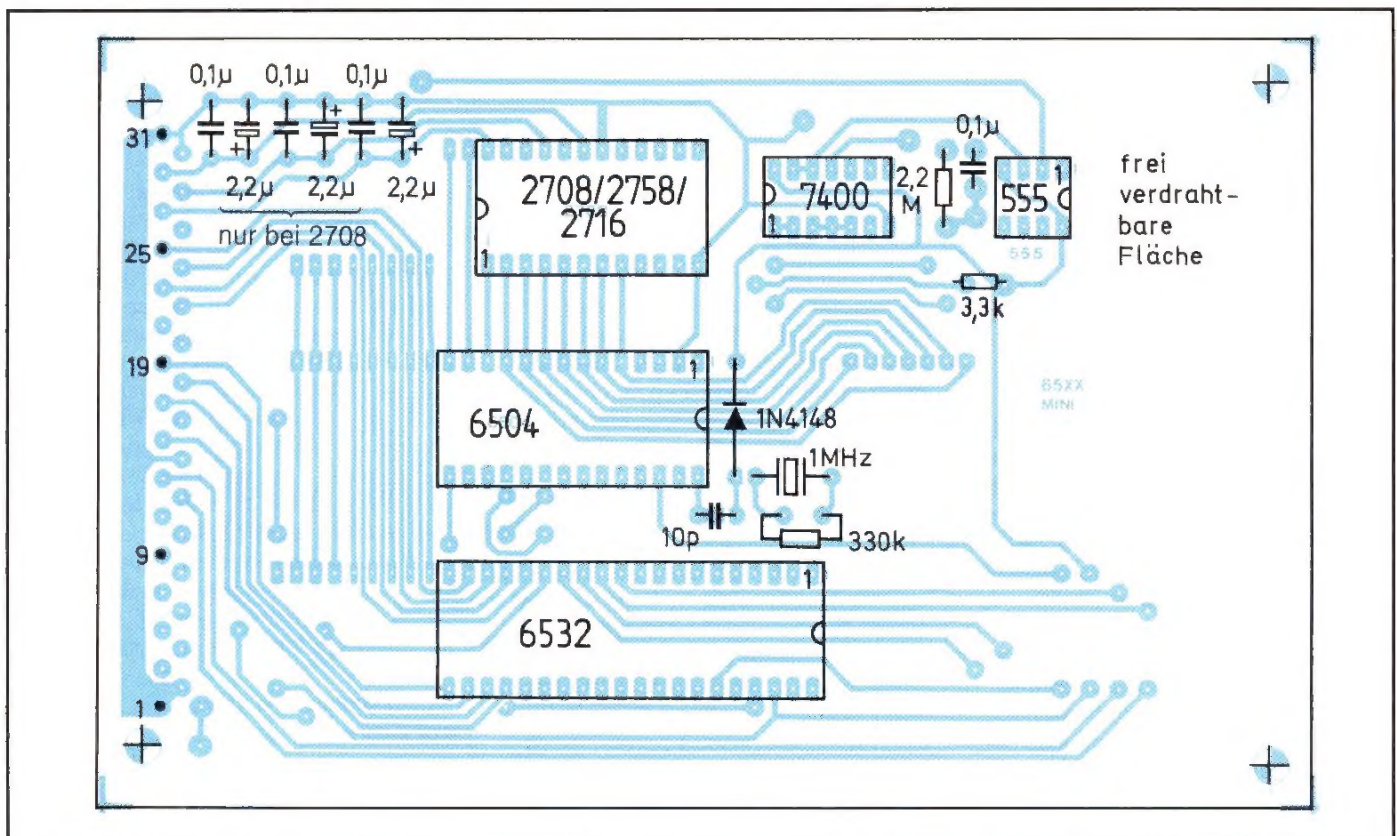 0,1µ 0,1µ 0,1µ
+
31
+ +
2,2µ 2,2µ 2,2µ
nur bei 2708
25
2708/2758/
2716
1
7400
1
2,2
M
0,1µ
1
555
555
frei
verdraht-
bare
Fläche
3,3k
19
6504
1
1N4148
65XX
MINI
1MHz
10p
330k
9
6532
1
1